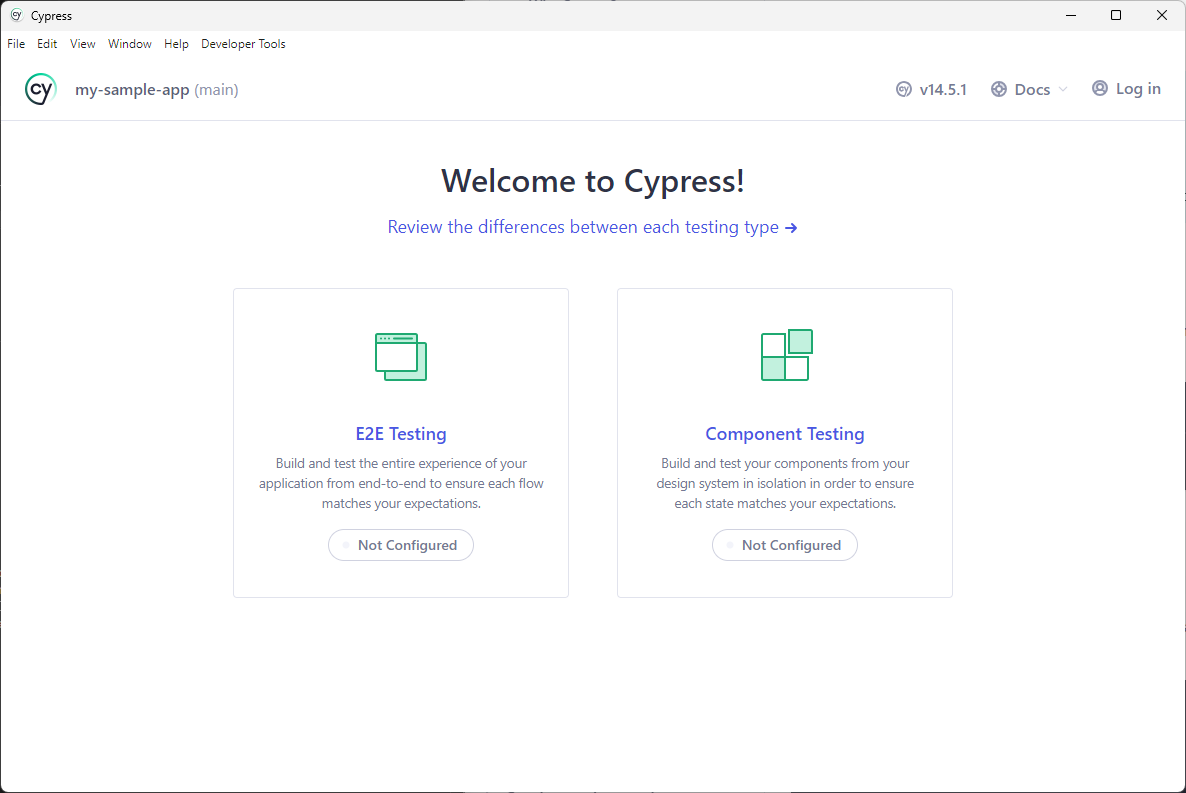 Cypress
File Edit View Window Help Developer Tools
cy my-sample-app (main) cy v14.5.1 Docs Log in
Welcome to Cypress!
Review the differences between each testing type →
E2E Testing
Build and test the entire experience of your
application from end-to-end to ensure each flow
matches your expectations.
Not Configured
Component Testing
Build and test your components from your
design system in isolation in order to ensure
each state matches your expectations.
Not Configured